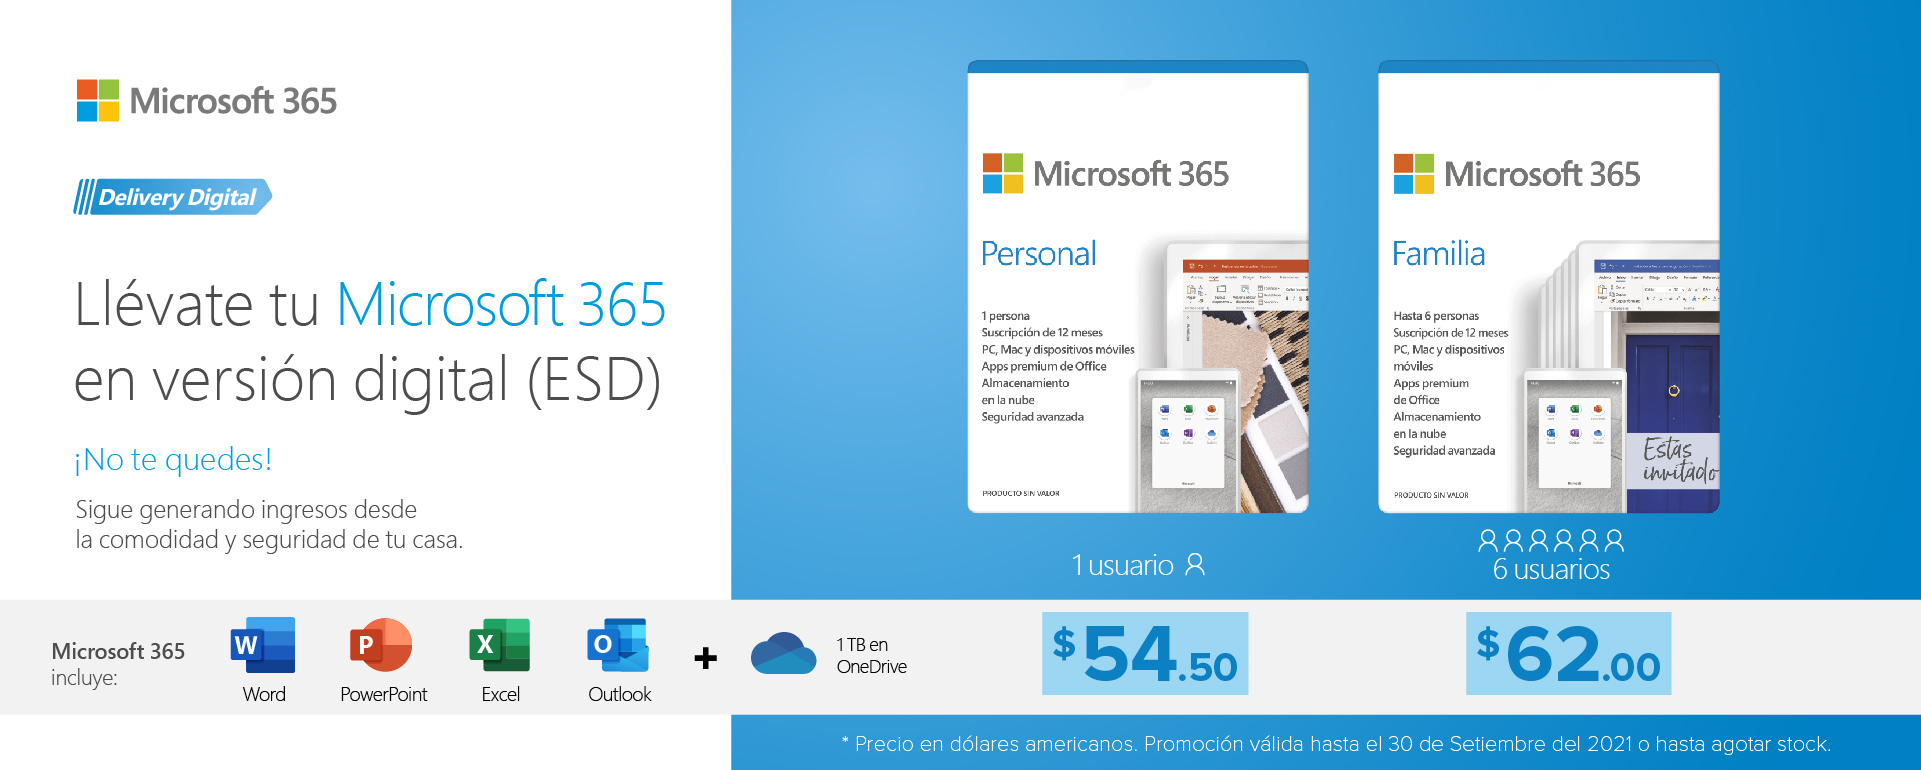 Microsoft 365
Delivery Digital
Llévate tu Microsoft 365
en versión digital (ESD)
¡No te quedes!
Sigue generando ingresos desde
la comodidad y seguridad de tu casa.
Microsoft 365
Personal
1 persona
Suscripción de 12 meses
PC, Mac y dispositivos móviles
Apps premium de Office
Almacenamiento
en la nube
Seguridad avanzada
PRODUCTO SIN VALOR
1 usuario
Microsoft 365
Familia
Hasta 6 personas
Suscripción de 12 meses
PC, Mac y dispositivos
móviles
Apps premium
de Office
Almacenamiento
en la nube
Seguridad avanzada
PRODUCTO SIN VALOR
Estás
invitado
6 usuarios
Microsoft 365
incluye:
W
Word
P
PowerPoint
X
Excel
O
Outlook
+
1 TB en
OneDrive
$54.50
$62.00
* Precio en dólares americanos. Promoción válida hasta el 30 de Setiembre del 2021 o hasta agotar stock.